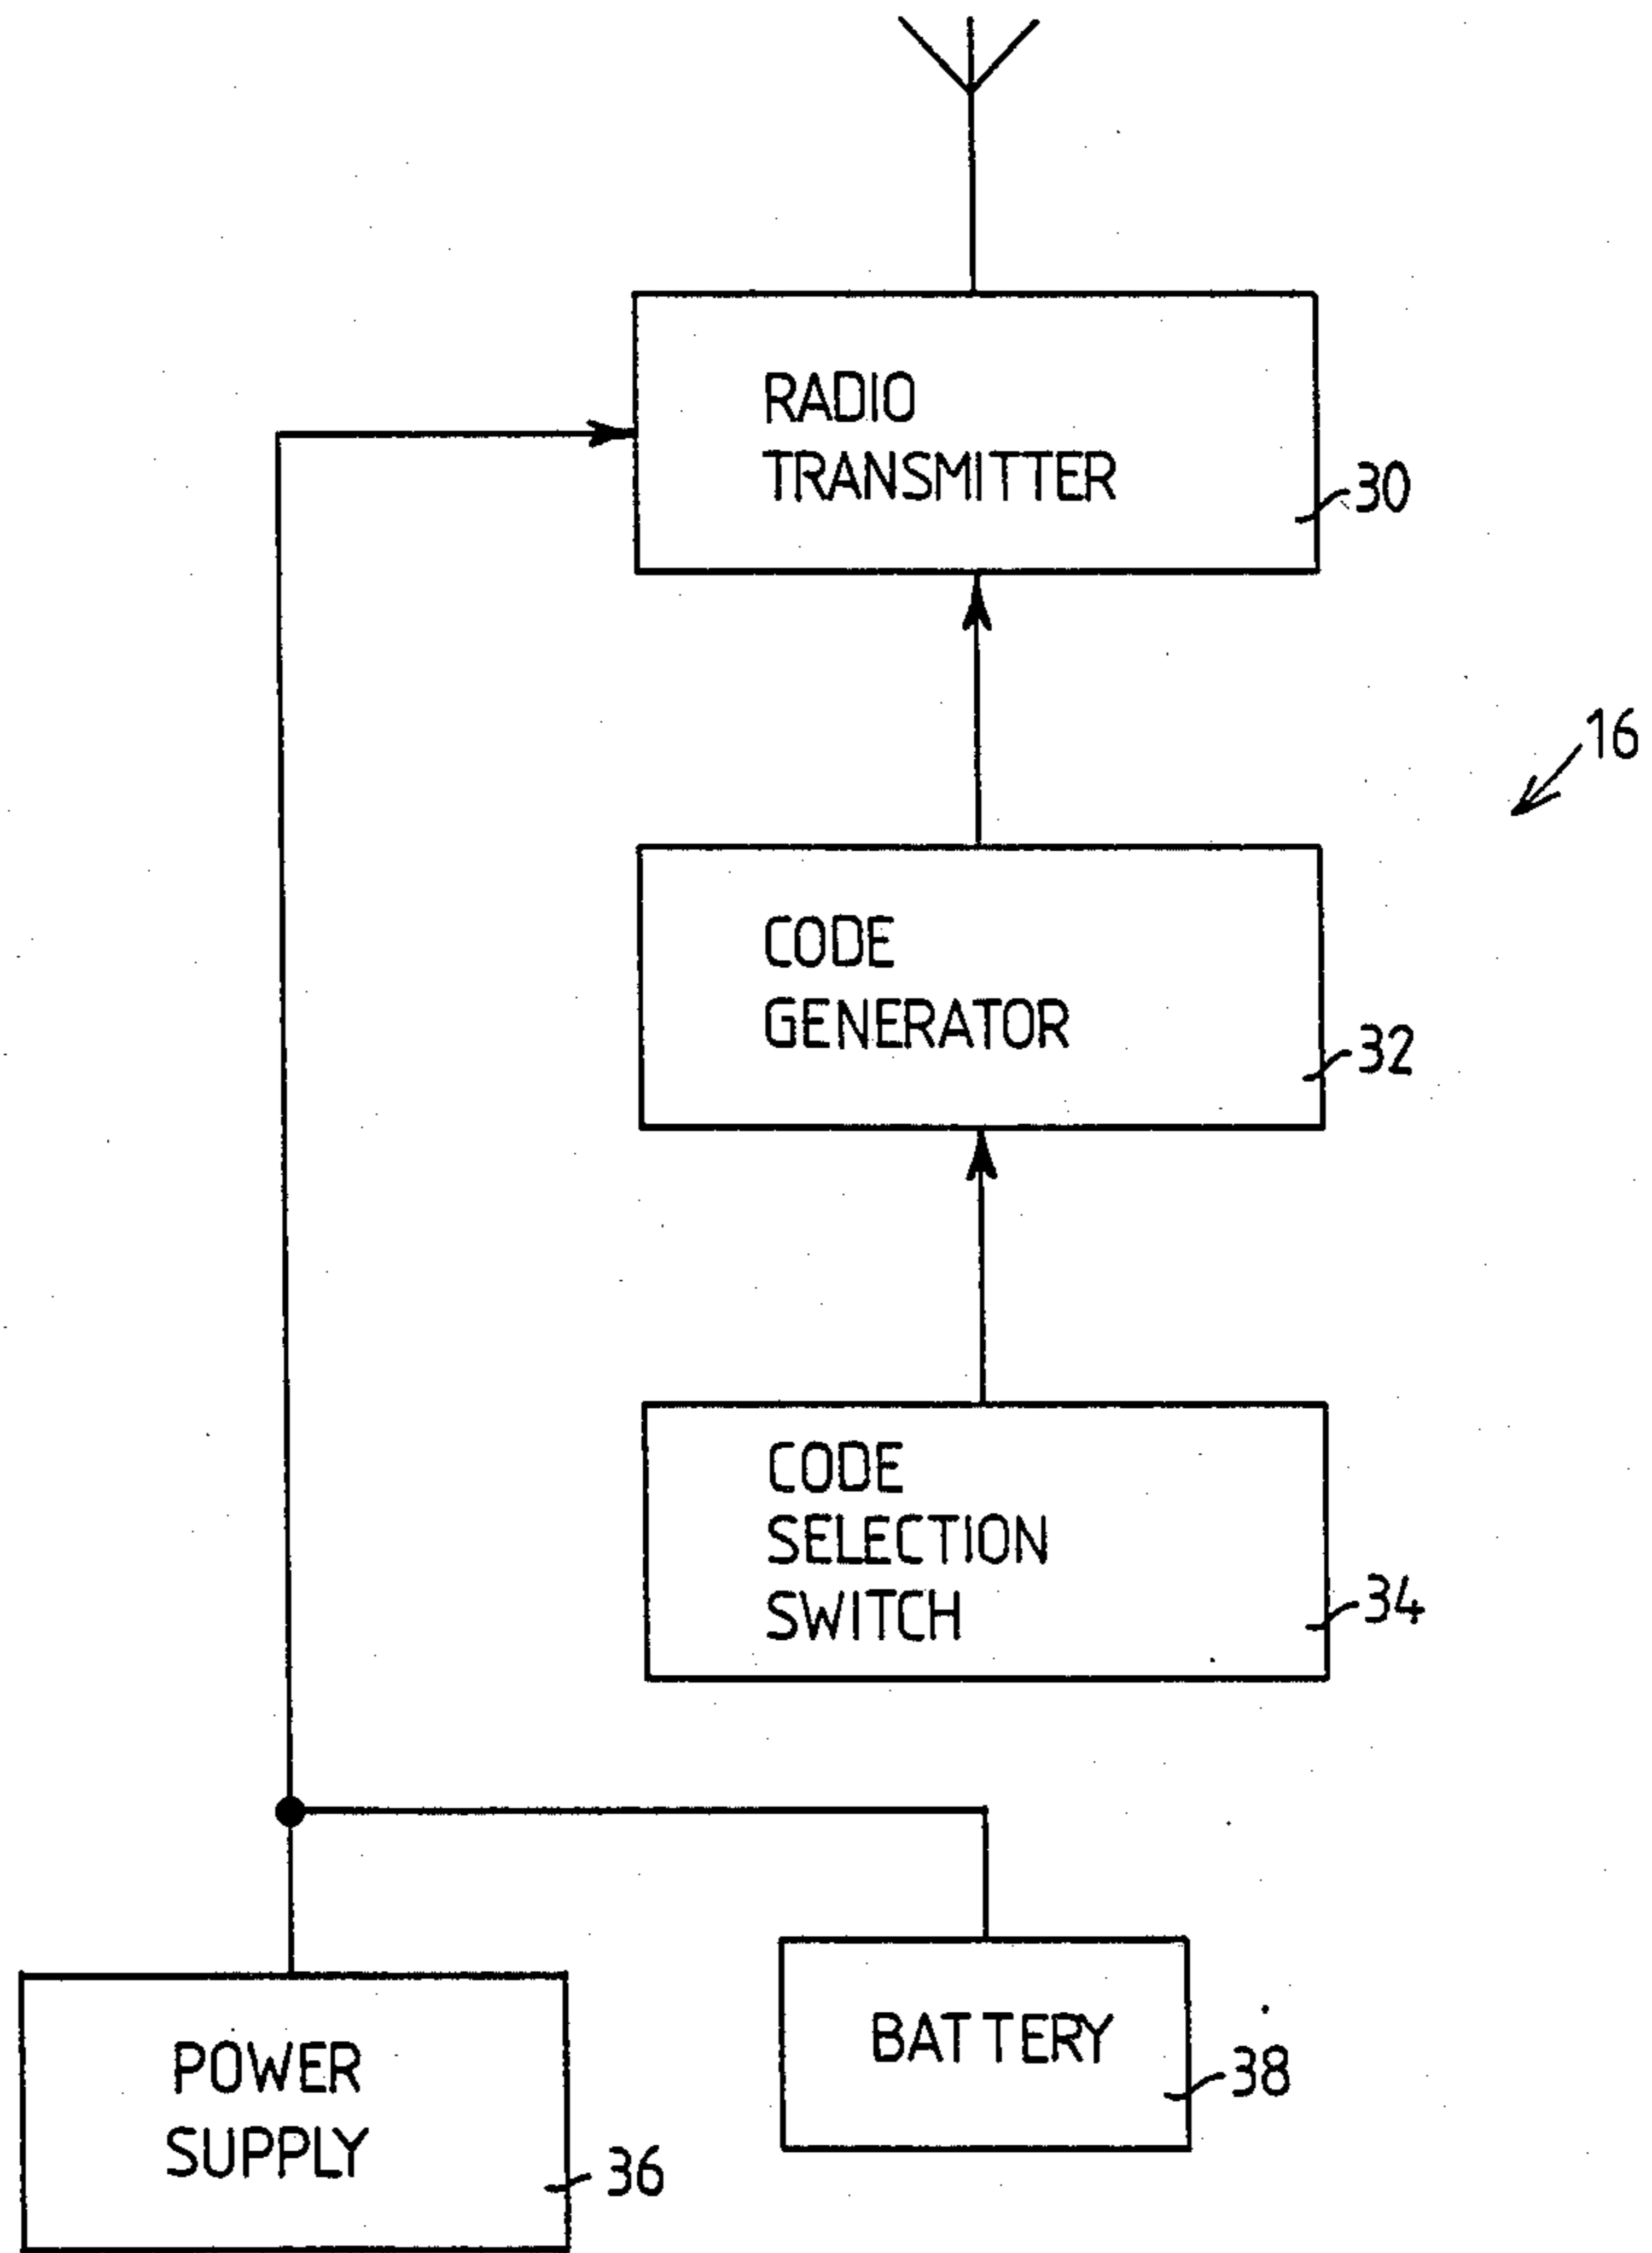 RADIO
TRANSMITTER
30
16
CODE
GENERATOR
32
CODE
SELECTION
SWITCH
34
BATTERY
38
POWER
SUPPLY
36